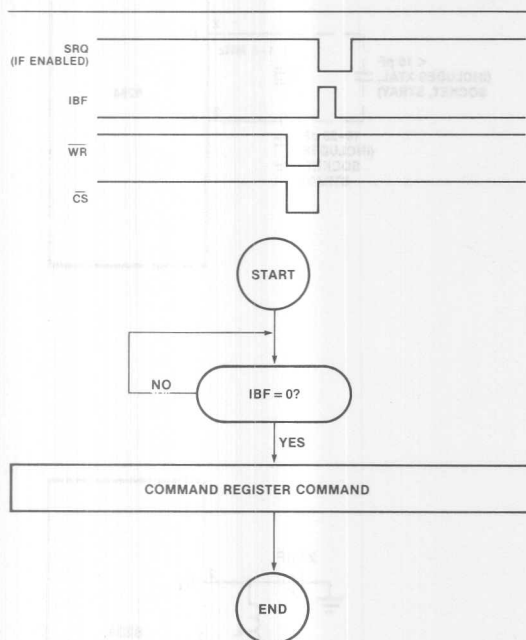 SRQ
(IF ENABLED)
IBF
WR
CS
START
IBF = 0?
NO
YES
COMMAND REGISTER COMMAND
END